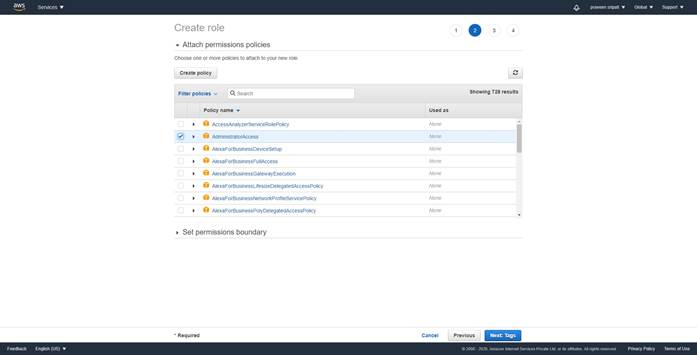 aws Services praveen sripati Global Support
Create role
1 2 3 4
Attach permissions policies
Choose one or more policies to attach to your new role.
Create policy
Filter policies Search Showing 728 results
Policy name Used as
AccessAnalyzerServiceRolePolicy None
AdministratorAccess None
AlexaForBusinessDeviceSetup None
AlexaForBusinessFullAccess None
AlexaForBusinessGatewayExecution None
AlexaForBusinessLifesizeDelegatedAccessPolicy None
AlexaForBusinessNetworkProfileServicePolicy None
AlexaForBusinessPolyDelegatedAccessPolicy None
Set permissions boundary
* Required Cancel Previous Next: Tags
Feedback English (US) © 2008 - 2020, Amazon Internet Services Private Ltd. or its affiliates. All rights reserved. Privacy Policy Terms of Use